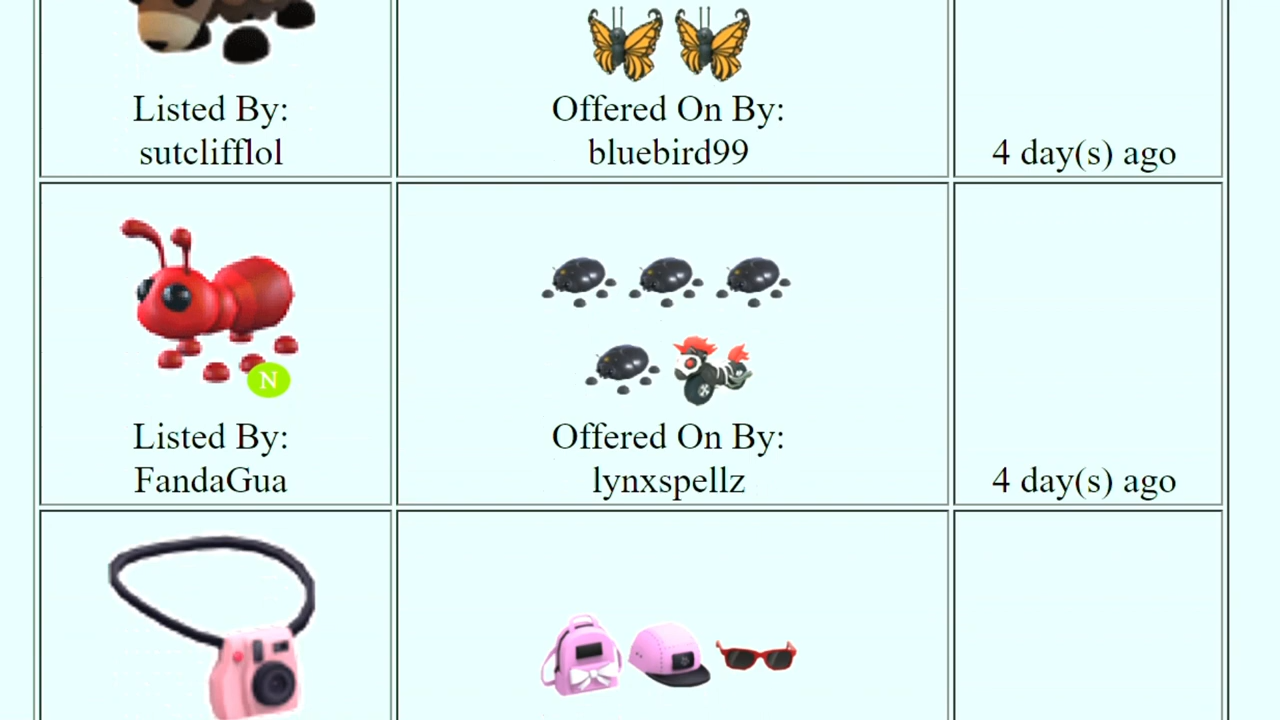 Listed By:
sutclifflol
Offered On By:
bluebird99
4 day(s) ago
N
Listed By:
FandaGua
Offered On By:
lynxspellz
4 day(s) ago